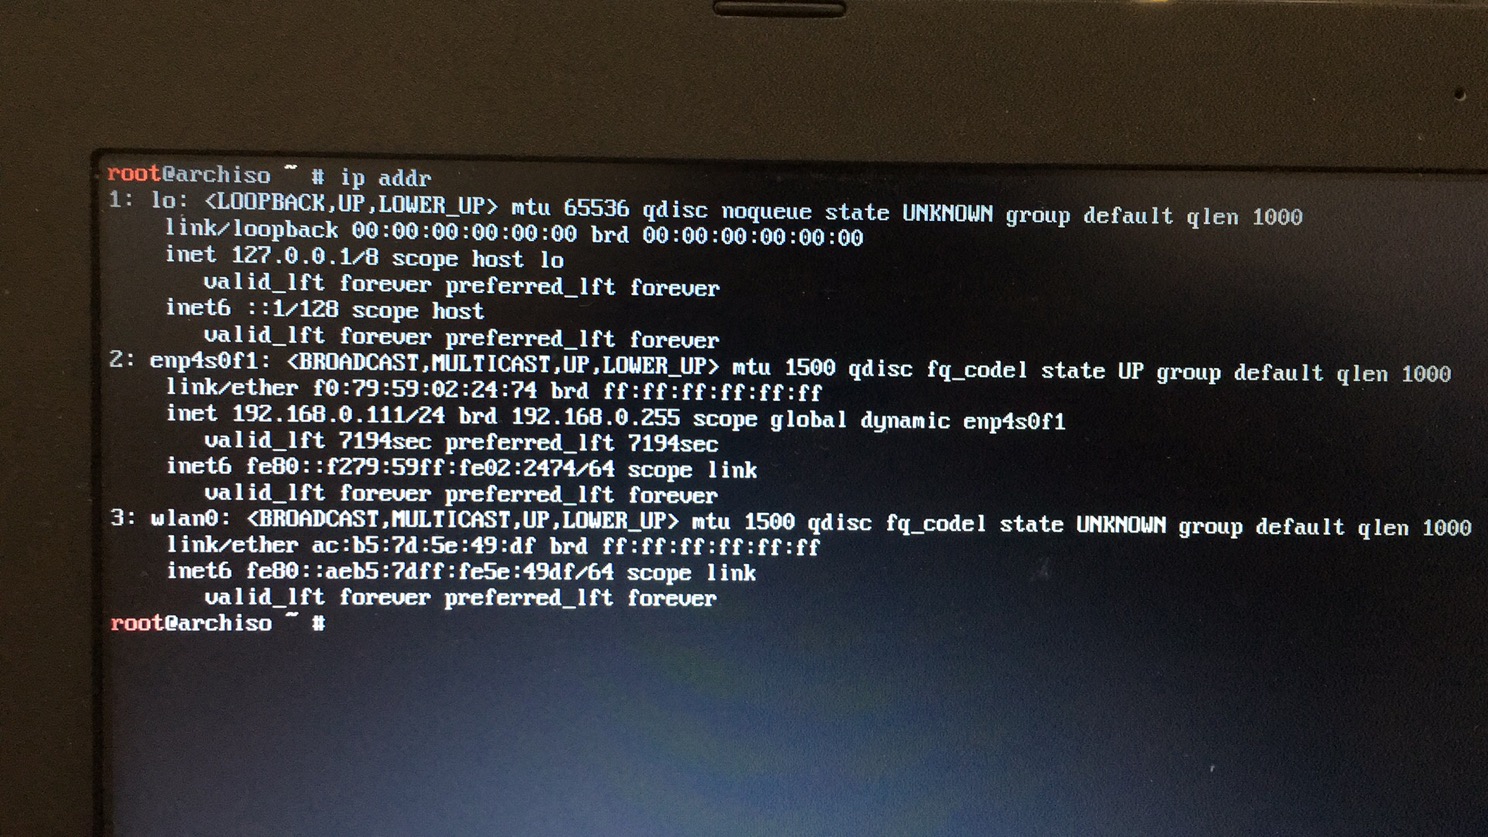 root@archiso ~ # ip addr
1: lo: <LOOPBACK,UP,LOWER_UP> mtu 65536 qdisc noqueue state UNKNOWN group default qlen 1000
link/loopback 00:00:00:00:00:00 brd 00:00:00:00:00:00
inet 127.0.0.1/8 scope host lo
valid_lft forever preferred_lft forever
inet6 ::1/128 scope host
valid_lft forever preferred_lft forever
2: enp4s0f1: <BROADCAST,MULTICAST,UP,LOWER_UP> mtu 1500 qdisc fq_codel state UP group default qlen 1000
link/ether f0:79:59:02:24:74 brd ff:ff:ff:ff:ff:ff
inet 192.168.0.111/24 brd 192.168.0.255 scope global dynamic enp4s0f1
valid_lft 7194sec preferred_lft 7194sec
inet6 fe80::f279:59ff:fe02:2474/64 scope link
valid_lft forever preferred_lft forever
3: wlan0: <BROADCAST,MULTICAST,UP,LOWER_UP> mtu 1500 qdisc fq_codel state UNKNOWN group default qlen 1000
link/ether ac:b5:7d:5e:49:df brd ff:ff:ff:ff:ff:ff
inet6 fe80::aeb5:7dff:fe5e:49df/64 scope link
valid_lft forever preferred_lft forever
root@archiso ~ #